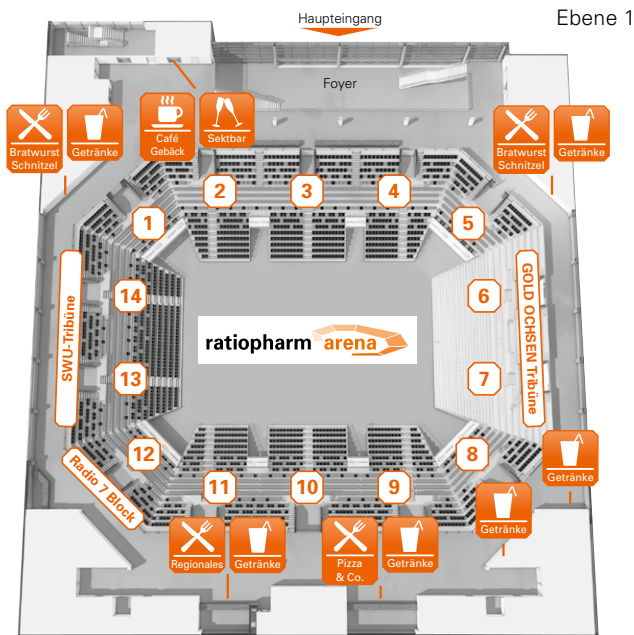 Haupteingang
Ebene 1
Foyer
Bratwurst
Schnitzel
Getränke
Café
Gebäck
Sektbar
Bratwurst
Schnitzel
Getränke
1
2
3
4
5
6
7
8
9
10
11
12
13
14
SWU-Tribüne
GOLD OCHSEN Tribüne
Radio 7 Block
ratiopharm arena
Getränke
Getränke
Regionales
Getränke
Pizza
& Co.
Getränke